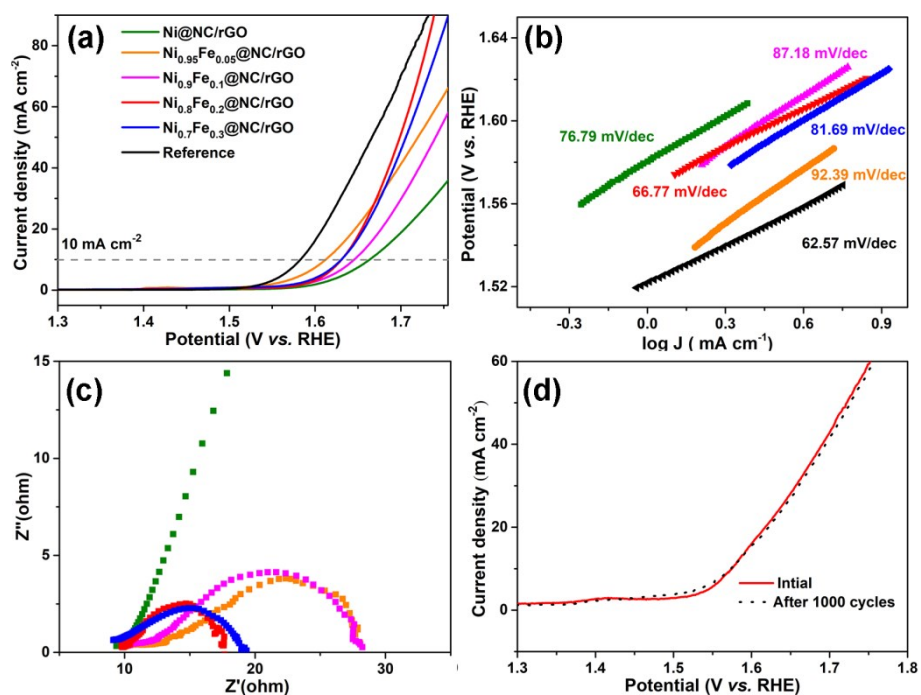 (a)
Ni@NC/rGO
Ni0.95Fe0.05@NC/rGO
Ni0.9Fe0.1@NC/rGO
Ni0.8Fe0.2@NC/rGO
Ni0.7Fe0.3@NC/rGO
Reference
10 mA cm-2
Current density (mA cm-2)
80
60
40
20
0
1.3 1.4 1.5 1.6 1.7
Potential (V vs. RHE)
(b)
87.18 mV/dec
76.79 mV/dec
81.69 mV/dec
66.77 mV/dec
92.39 mV/dec
62.57 mV/dec
Potential (V vs. RHE)
1.64
1.60
1.56
1.52
-0.3 0.0 0.3 0.6 0.9
log J ( mA cm-1)
(c)
Z''(ohm)
15
10
5
0
10 20 30
Z'(ohm)
(d)
Intial
After 1000 cycles
Current density (mA cm-2)
60
40
20
0
1.3 1.4 1.5 1.6 1.7 1.8
Potential (V vs. RHE)